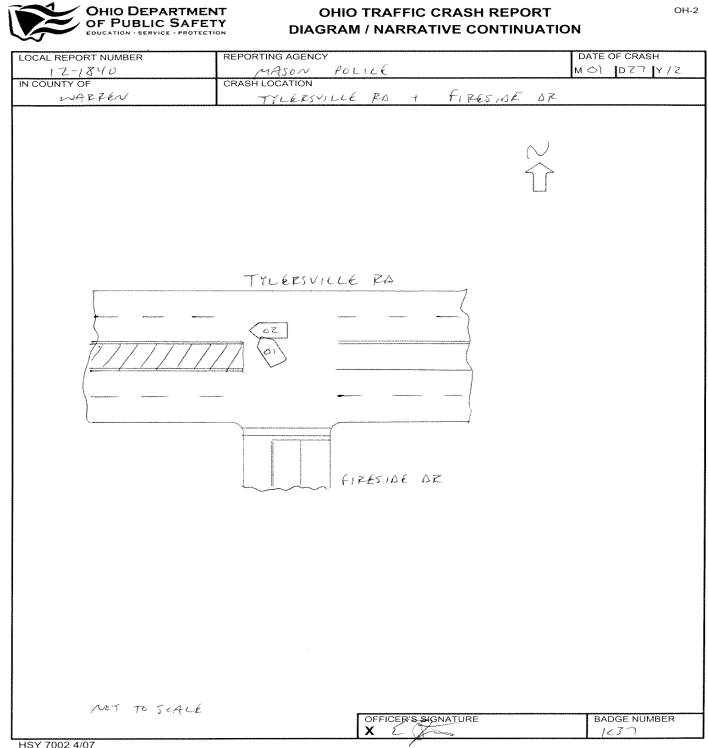 OHIO DEPARTMENT
OF PUBLIC SAFETY
EDUCATION - SERVICE - PROTECTION
OHIO TRAFFIC CRASH REPORT
DIAGRAM / NARRATIVE CONTINUATION
OH-2
LOCAL REPORT NUMBER
12-1840
REPORTING AGENCY
MASON POLICE
DATE OF CRASH
M 01 D 27 Y 12
IN COUNTY OF
WARREN
CRASH LOCATION
TYLERSVILLE RD + FIRESIDE DR
N
TYLERSVILLE RD
02
01
FIRESIDE DR
NOT TO SCALE
OFFICER'S SIGNATURE
X
BADGE NUMBER
K37
HSY 7002 4/07